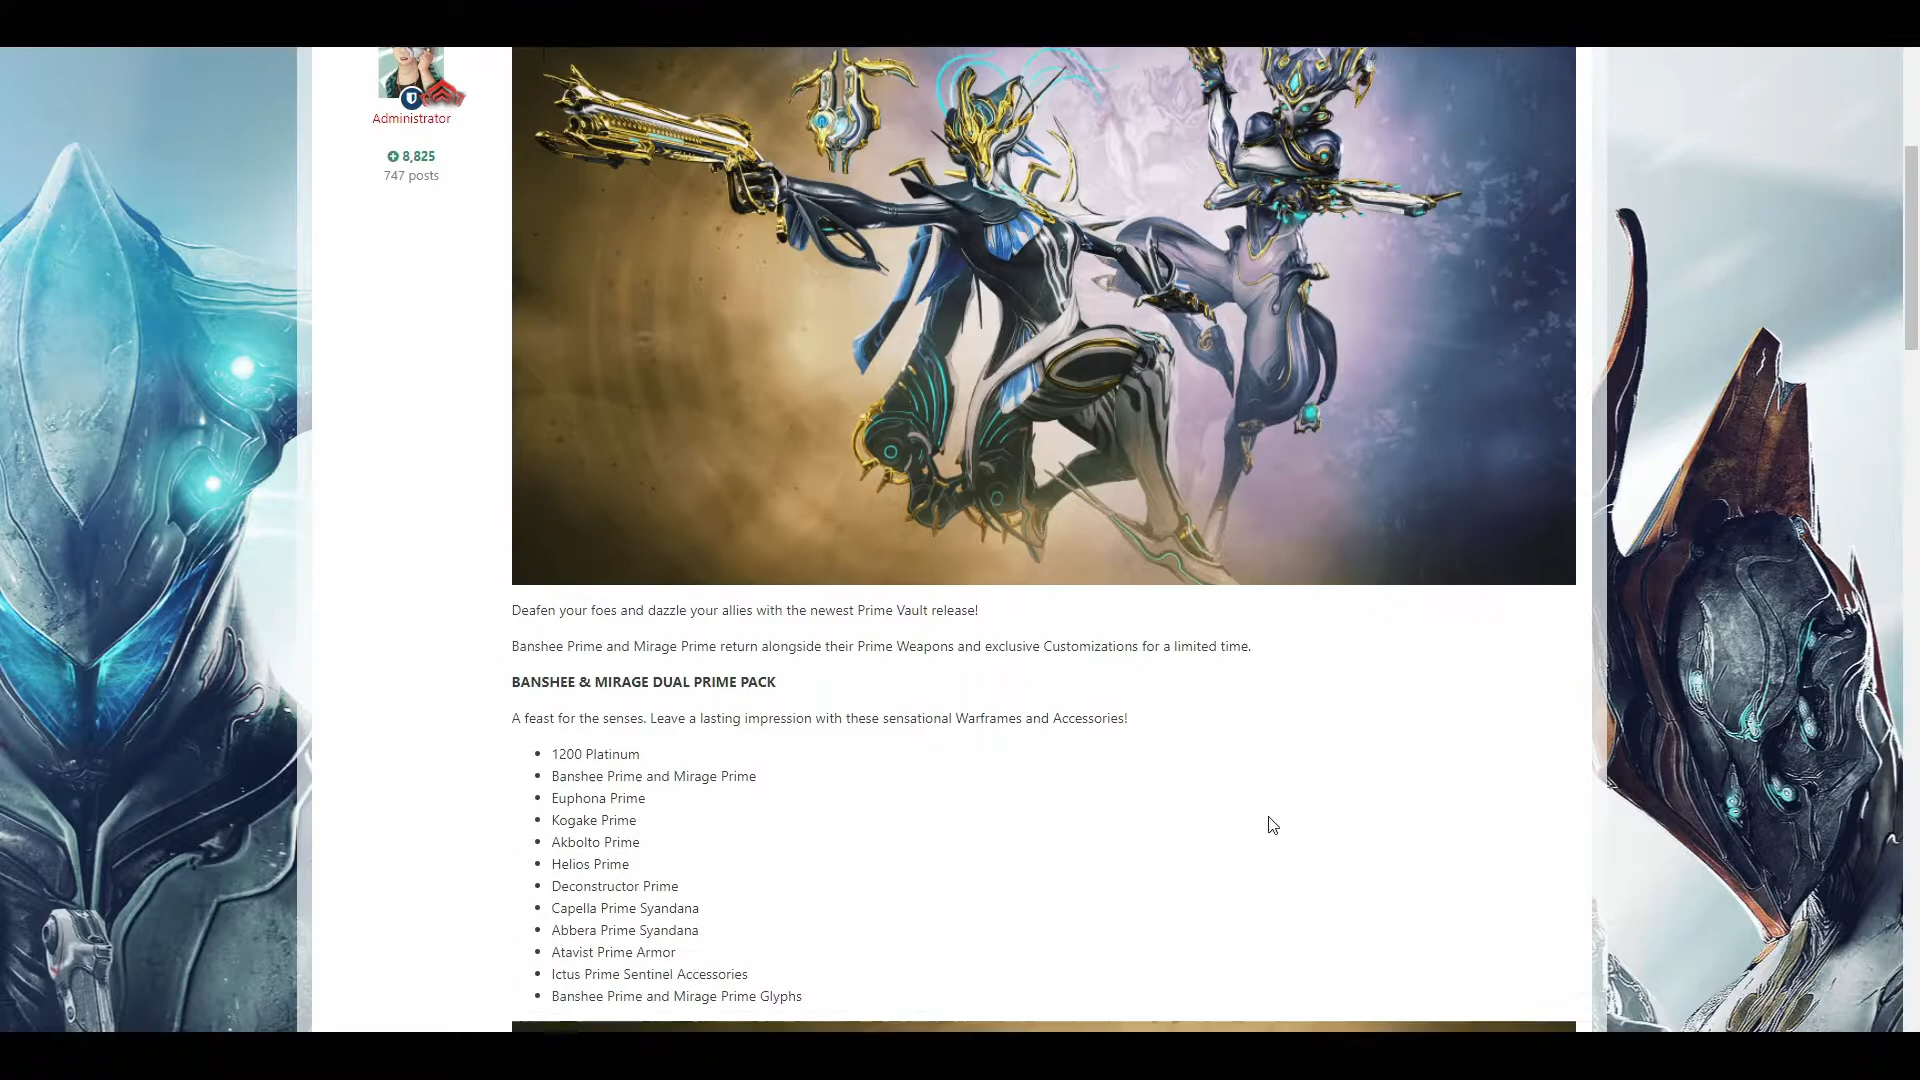 Administrator
8,825
747 posts
Deafen your foes and dazzle your allies with the newest Prime Vault release!
Banshee Prime and Mirage Prime return alongside their Prime Weapons and exclusive Customizations for a limited time.
BANSHEE & MIRAGE DUAL PRIME PACK
A feast for the senses. Leave a lasting impression with these sensational Warframes and Accessories!
• 1200 Platinum
• Banshee Prime and Mirage Prime
• Euphona Prime
• Kogake Prime
• Akbolto Prime
• Helios Prime
• Deconstructor Prime
• Capella Prime Syandana
• Abbera Prime Syandana
• Atavist Prime Armor
• Ictus Prime Sentinel Accessories
• Banshee Prime and Mirage Prime Glyphs